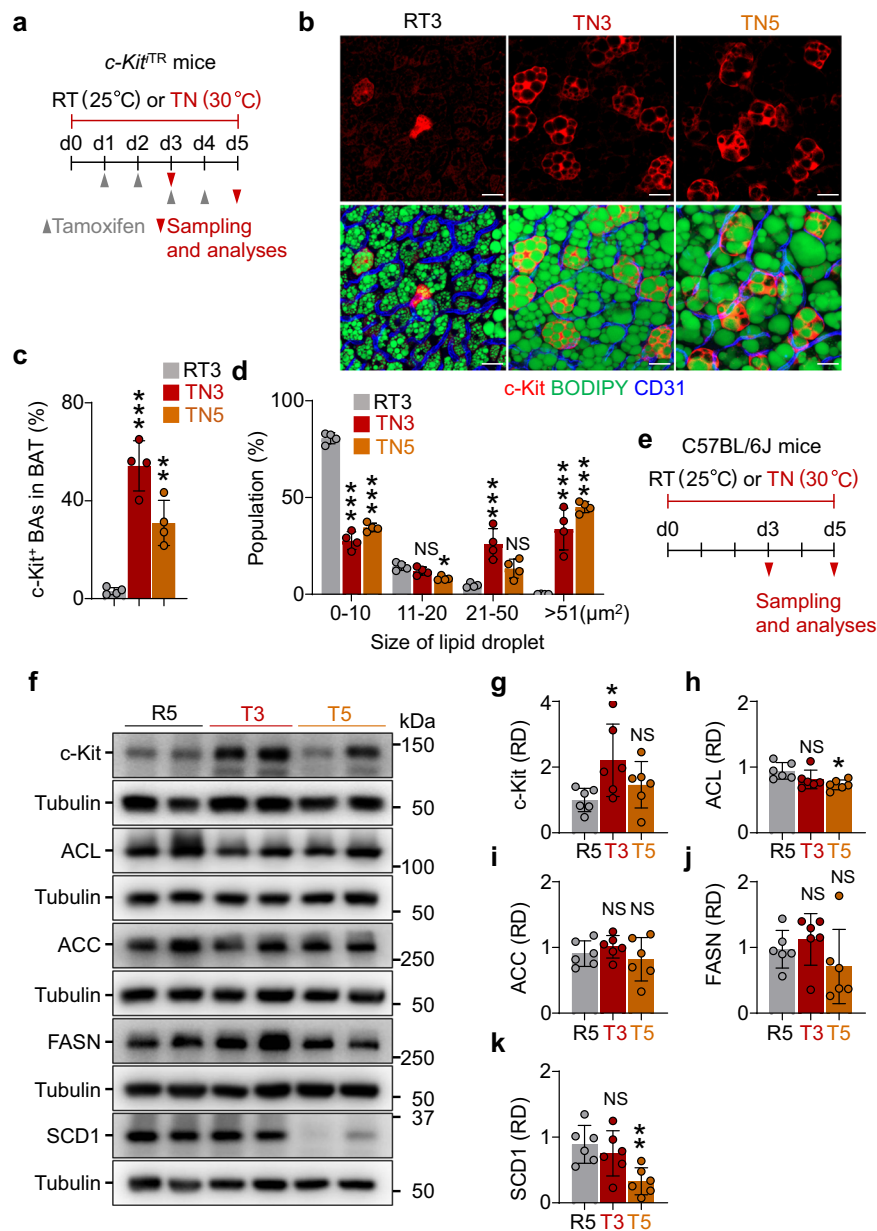 a
c-Kit^iTR mice
RT (25°C) or TN (30°C)
d0 d1 d2 d3 d4 d5
Tamoxifen Sampling
and analyses
b
RT3 TN3 TN5
c-Kit BODIPY CD31
c
RT3
TN3
TN5
c-Kit⁺ BAs in BAT (%)
80
40
0
***
**
d
RT3
TN3
TN5
Population (%)
100
50
0
*** ***
NS *
*** NS
*** ***
0-10 11-20 21-50 >51(μm²)
Size of lipid droplet
e
C57BL/6J mice
RT (25°C) or TN (30°C)
d0 d3 d5
Sampling
and analyses
f
R5 T3 T5 kDa
c-Kit 150
Tubulin 50
ACL 100
Tubulin 50
ACC 250
Tubulin 50
FASN 250
Tubulin 50
SCD1 37
Tubulin 50
g
c-Kit (RD)
4
2
0
* NS
R5 T3 T5
h
ACL (RD)
2
1
0
NS *
R5 T3 T5
i
ACC (RD)
2
1
0
NS NS
R5 T3 T5
j
FASN (RD)
2
1
0
NS NS
R5 T3 T5
k
SCD1 (RD)
2
1
0
NS **
R5 T3 T5